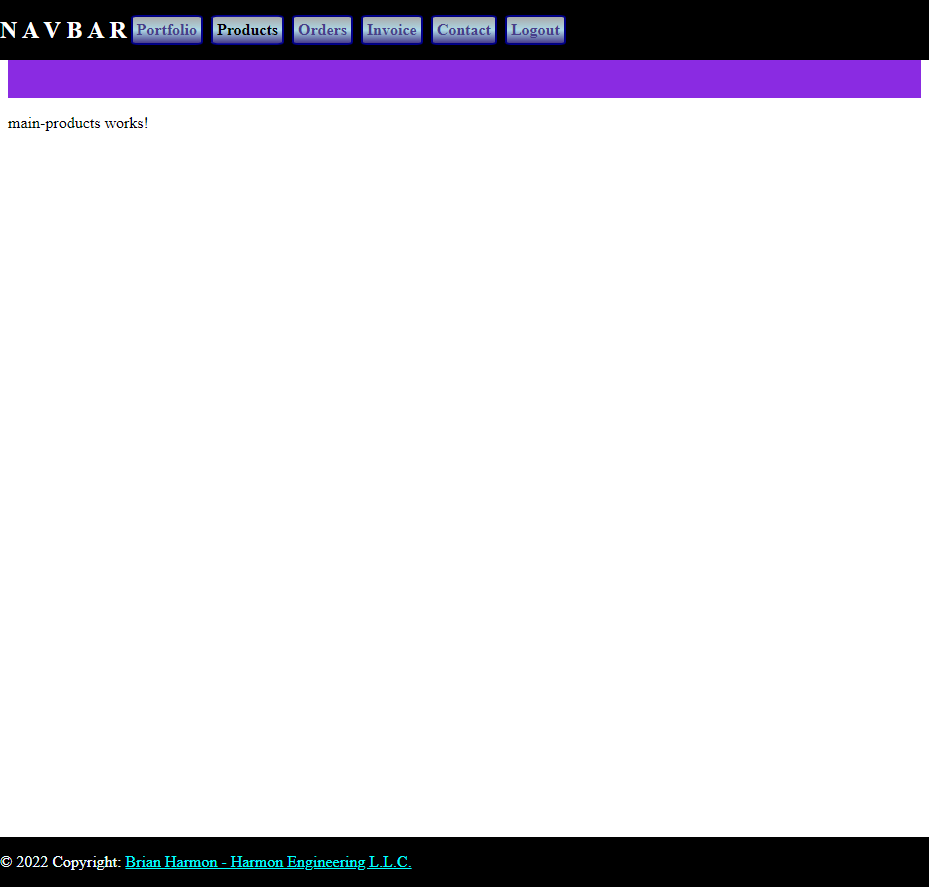 N A V B A R Portfolio Products Orders Invoice Contact Logout
main-products works!
© 2022 Copyright: Brian Harmon - Harmon Engineering L.L.C.